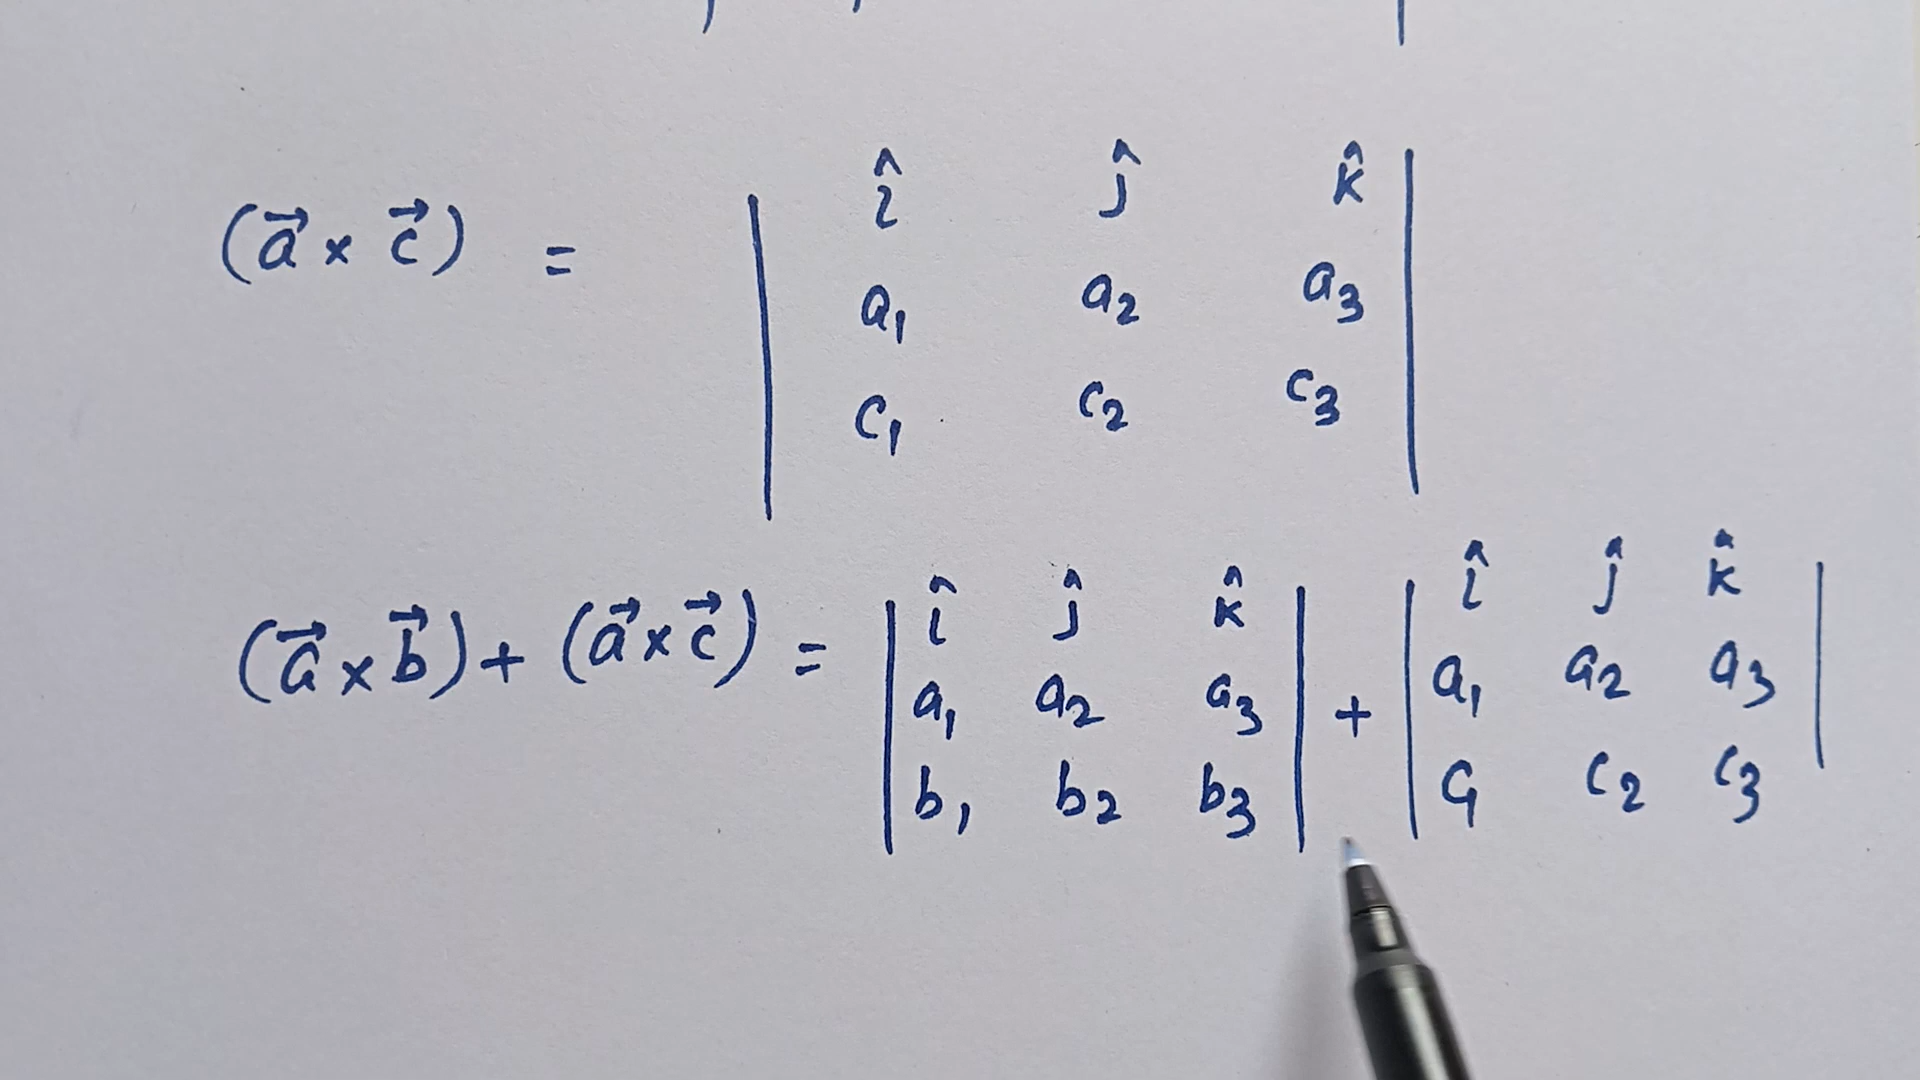 î ĵ k̂
(a⃗ × c⃗) = | a₁ a₂ a₃ |
c₁ c₂ c₃
î ĵ k̂ î ĵ k̂
(a⃗ × b⃗) + (a⃗ × c⃗) = | a₁ a₂ a₃ | + | a₁ a₂ a₃ |
b₁ b₂ b₃ c₁ c₂ c₃